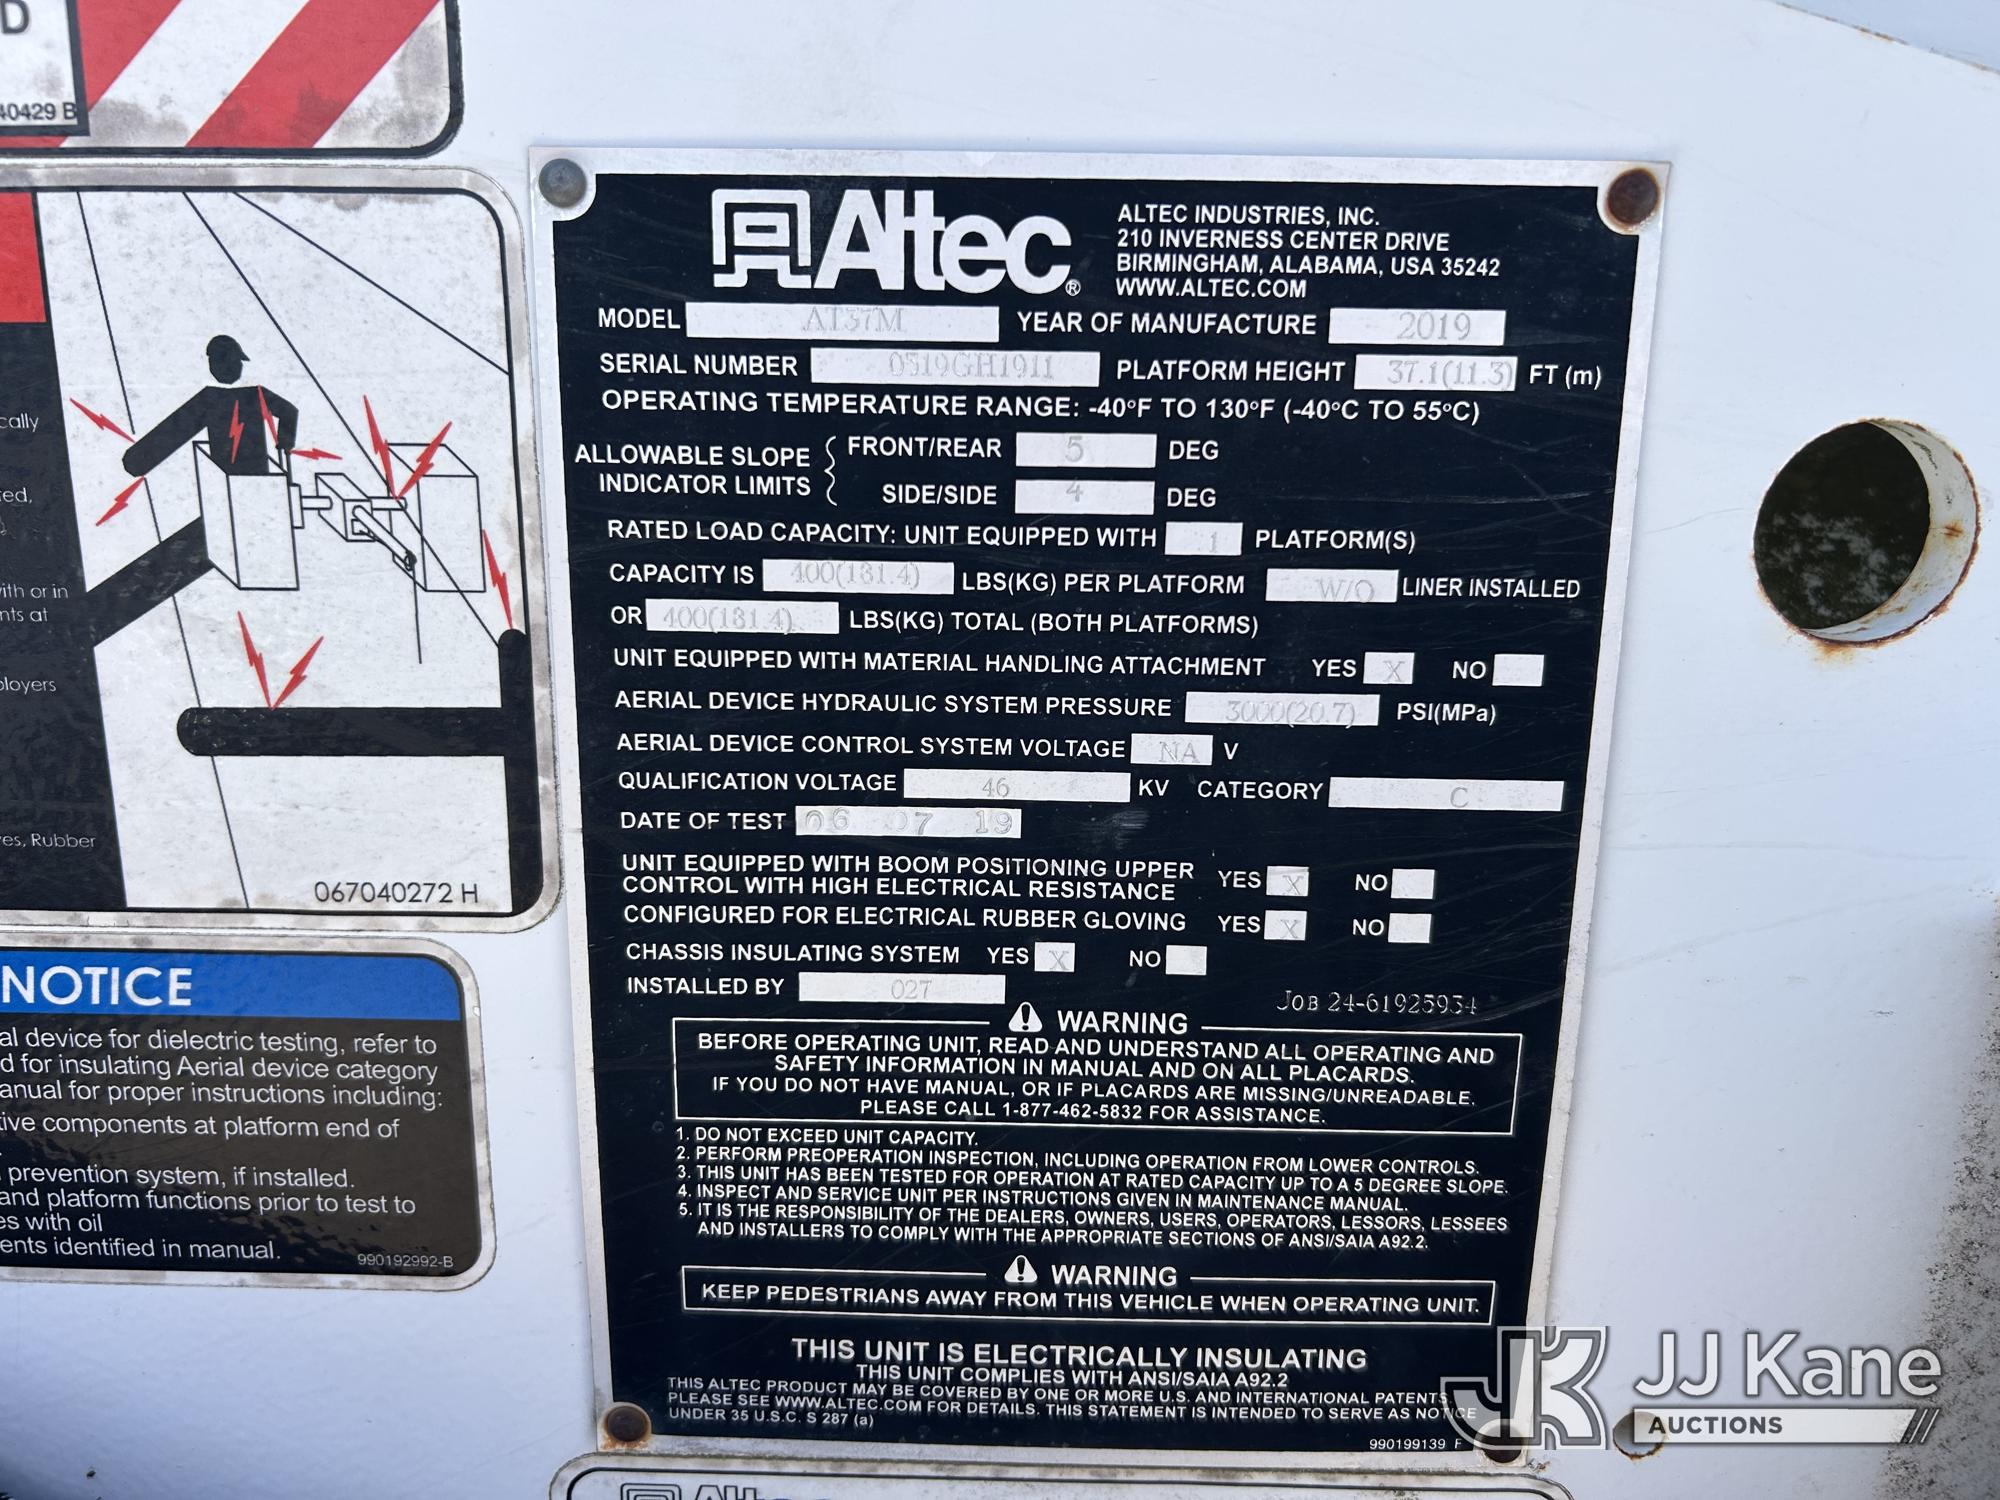 D
40429 B
cally
ted,
with or in
nts at
ployers
ves, Rubber
067040272 H
NOTICE
al device for dielectric testing, refer to
d for insulating Aerial device category
anual for proper instructions including:
tive components at platform end of
prevention system, if installed.
and platform functions prior to test to
es with oil
ents identified in manual.
990192992-B
Altec®
ALTEC INDUSTRIES, INC.
210 INVERNESS CENTER DRIVE
BIRMINGHAM, ALABAMA, USA 35242
WWW.ALTEC.COM
MODEL AT37M YEAR OF MANUFACTURE 2019
SERIAL NUMBER 0519GH1911 PLATFORM HEIGHT 37.1(11.3) FT (m)
OPERATING TEMPERATURE RANGE: -40°F TO 130°F (-40°C TO 55°C)
ALLOWABLE SLOPE INDICATOR LIMITS { FRONT/REAR 5 DEG
SIDE/SIDE 4 DEG
RATED LOAD CAPACITY: UNIT EQUIPPED WITH 1 PLATFORM(S)
CAPACITY IS 400(181.4) LBS(KG) PER PLATFORM W/O LINER INSTALLED
OR 400(181.4) LBS(KG) TOTAL (BOTH PLATFORMS)
UNIT EQUIPPED WITH MATERIAL HANDLING ATTACHMENT YES X NO
AERIAL DEVICE HYDRAULIC SYSTEM PRESSURE 3000(20.7) PSI(MPa)
AERIAL DEVICE CONTROL SYSTEM VOLTAGE NA V
QUALIFICATION VOLTAGE 46 KV CATEGORY C
DATE OF TEST 06 07 19
UNIT EQUIPPED WITH BOOM POSITIONING UPPER
CONTROL WITH HIGH ELECTRICAL RESISTANCE YES X NO
CONFIGURED FOR ELECTRICAL RUBBER GLOVING YES X NO
CHASSIS INSULATING SYSTEM YES X NO
INSTALLED BY 027
JOB 24-61925934
WARNING
BEFORE OPERATING UNIT, READ AND UNDERSTAND ALL OPERATING AND
SAFETY INFORMATION IN MANUAL AND ON ALL PLACARDS.
IF YOU DO NOT HAVE MANUAL, OR IF PLACARDS ARE MISSING/UNREADABLE,
PLEASE CALL 1-877-462-5832 FOR ASSISTANCE.
1. DO NOT EXCEED UNIT CAPACITY.
2. PERFORM PREOPERATION INSPECTION, INCLUDING OPERATION FROM LOWER CONTROLS.
3. THIS UNIT HAS BEEN TESTED FOR OPERATION AT RATED CAPACITY UP TO A 5 DEGREE SLOPE.
4. INSPECT AND SERVICE UNIT PER INSTRUCTIONS GIVEN IN MAINTENANCE MANUAL.
5. IT IS THE RESPONSIBILITY OF THE DEALERS, OWNERS, USERS, OPERATORS, LESSORS, LESSEES
AND INSTALLERS TO COMPLY WITH THE APPROPRIATE SECTIONS OF ANSI/SAIA A92.2.
WARNING
KEEP PEDESTRIANS AWAY FROM THIS VEHICLE WHEN OPERATING UNIT.
THIS UNIT IS ELECTRICALLY INSULATING
THIS UNIT COMPLIES WITH ANSI/SAIA A92.2
THIS ALTEC PRODUCT MAY BE COVERED BY ONE OR MORE U.S. AND INTERNATIONAL PATENTS.
PLEASE SEE WWW.ALTEC.COM FOR DETAILS. THIS STATEMENT IS INTENDED TO SERVE AS NOTICE
UNDER 35 U.S.C. S 287 (a)
990199139 F
JJ Kane
AUCTIONS